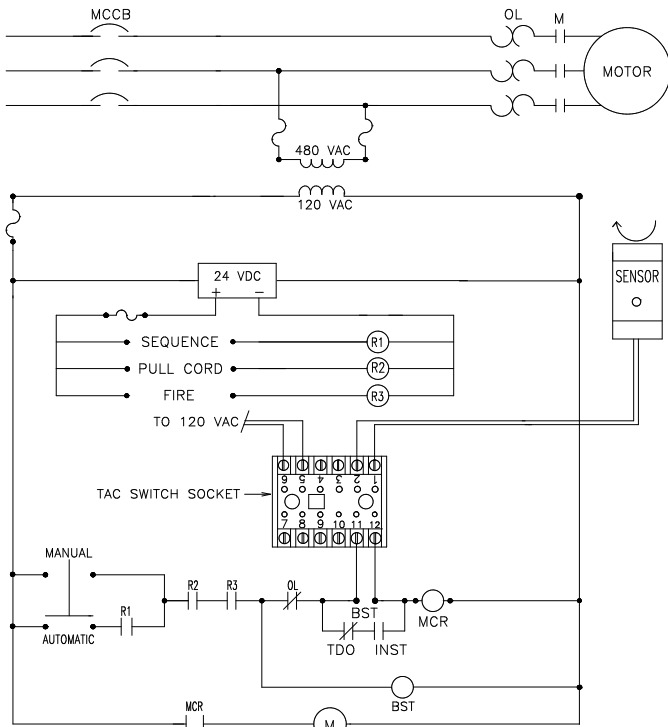 MCCB OL M
MOTOR
480 VAC
120 VAC
24 VDC
+ −
SENSOR
SEQUENCE R1
PULL CORD R2
FIRE R3
TO 120 VAC
6 5 4 3 2 1
TAC SWITCH SOCKET
7 8 9 10 11 12
MANUAL
R1
AUTOMATIC
R2 R3 OL
BST
MCR
TDO INST
BST
MCR
M